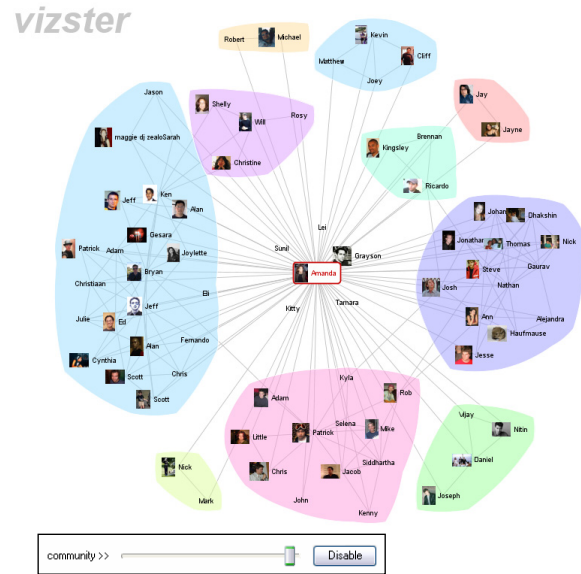 vizster
Robert
Michael
Kevin
Matthew
Cliff
Joey
Jason
Shelly
Rosy
Will
Christine
Jay
Jayne
Brennan
Kingsley
Ricardo
maggie dj zealoSarah
Ken
Jeff
Alan
Gesara
Patrick
Adam
Joylette
Bryan
Christiaan
Eli
Jeff
Julie
Ed
Alan
Fernando
Cynthia
Scott
Chris
Scott
Lei
Sunil
Grayson
Amanda
Kitty
Tamara
Johan
Dhakshin
Jonathar
Thomas
Nick
Steve
Gaurav
Josh
Nathan
Ann
Alejandra
Haufmause
Jesse
Kyla
Adam
Rob
Selena
Little
Patrick
Mike
Chris
Jacob
Siddhartha
John
Kenny
Nick
Mark
Vijay
Nitin
Daniel
Joseph
community >>
Disable